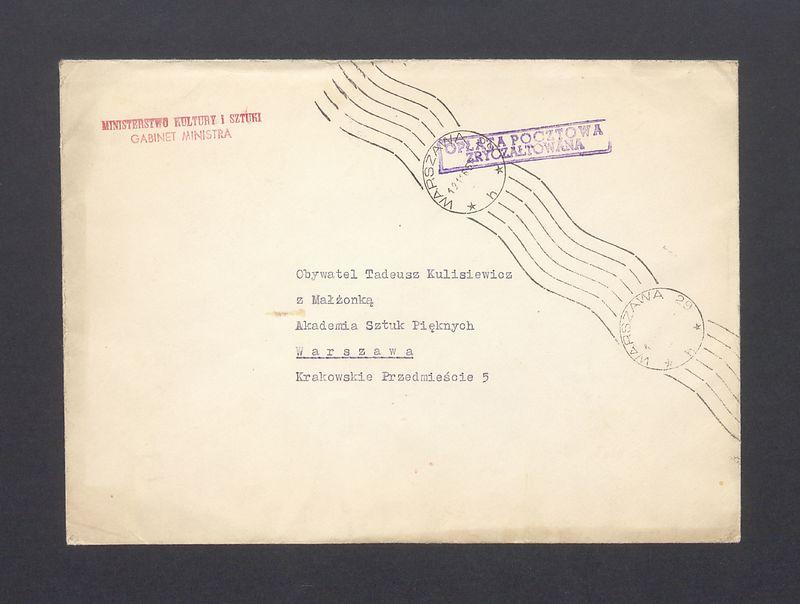 MINISTERSTWO KULTURY i SZTUKI
GABINET MINISTRA
OPŁATA POCZTOWA
ZRYCZAŁTOWANA
WARSZAWA
Obywatel Tadeusz Kulisiewicz
z Małżonką
Akademia Sztuk Pięknych
Warszawa
Krakowskie Przedmieście 5
WARSZAWA 29